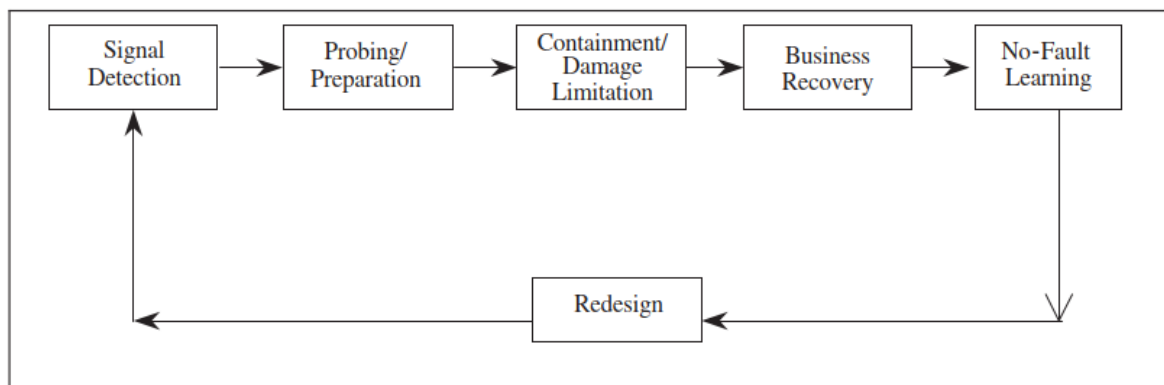 Signal
Detection
Probing/
Preparation
Containment/
Damage
Limitation
Business
Recovery
No-Fault
Learning
Redesign